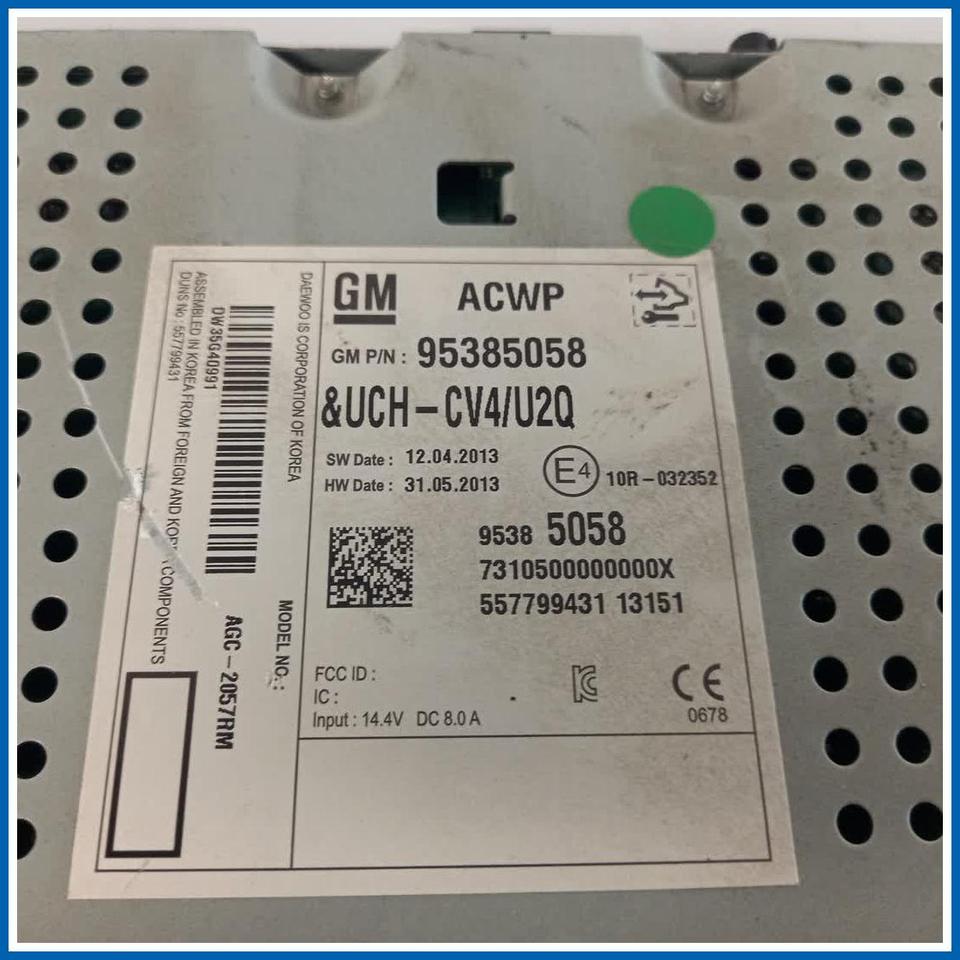 GM ACWP
GM P/N : 95385058
&UCH-CV4/U2Q
SW Date : 12.04.2013
HW Date : 31.05.2013
E4 10R-032352
9538 5058
7310500000000X
557799431 13151
FCC ID :
IC :
Input : 14.4V DC 8.0 A
CE
0678
DAEWOO IS CORPORATION OF KOREA
MODEL NO. :
AGC-2057RM
DW35G40991
ASSEMBLED IN KOREA FROM FOREIGN AND COMPONENTS
DUNS No : 557799431